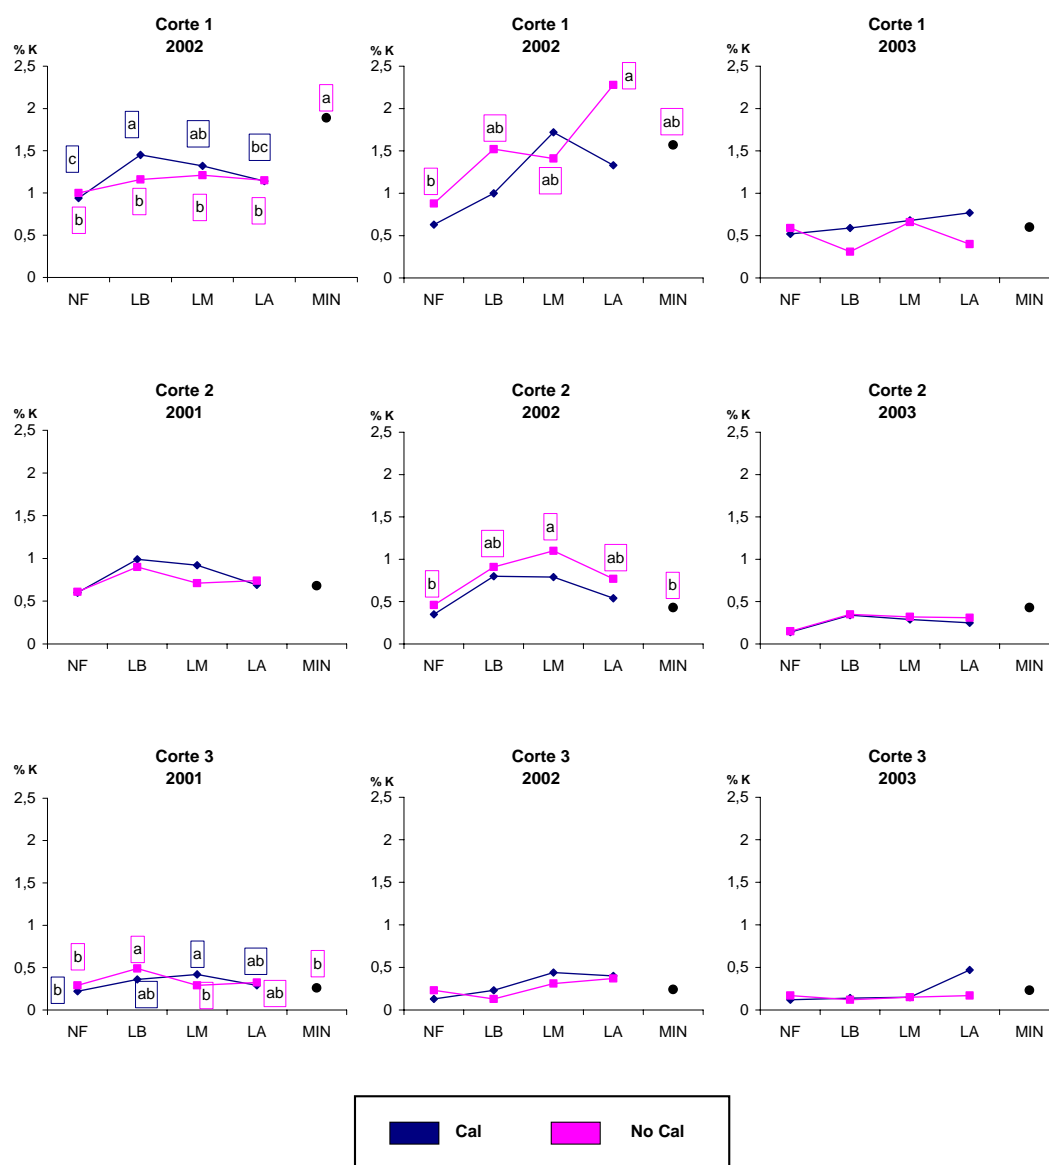 Corte 1
2002
% K
2,5
2
1,5
1
0,5
0
c
a
ab
bc
a
b
b
b
b
NF LB LM LA MIN
Corte 1
2002
% K
2,5
2
1,5
1
0,5
0
b
ab
ab
a
ab
NF LB LM LA MIN
Corte 1
2003
% K
2,5
2
1,5
1
0,5
0
NF LB LM LA MIN
Corte 2
2001
% K
2,5
2
1,5
1
0,5
0
NF LB LM LA MIN
Corte 2
2002
% K
2,5
2
1,5
1
0,5
0
b
ab
a
ab
b
NF LB LM LA MIN
Corte 2
2003
% K
2,5
2
1,5
1
0,5
0
NF LB LM LA MIN
Corte 3
2001
% K
2,5
2
1,5
1
0,5
0
b
a
a
ab
b
b
ab
b
ab
NF LB LM LA MIN
Corte 3
2002
% K
2,5
2
1,5
1
0,5
0
NF LB LM LA MIN
Corte 3
2003
% K
2,5
2
1,5
1
0,5
0
NF LB LM LA MIN
Cal No Cal